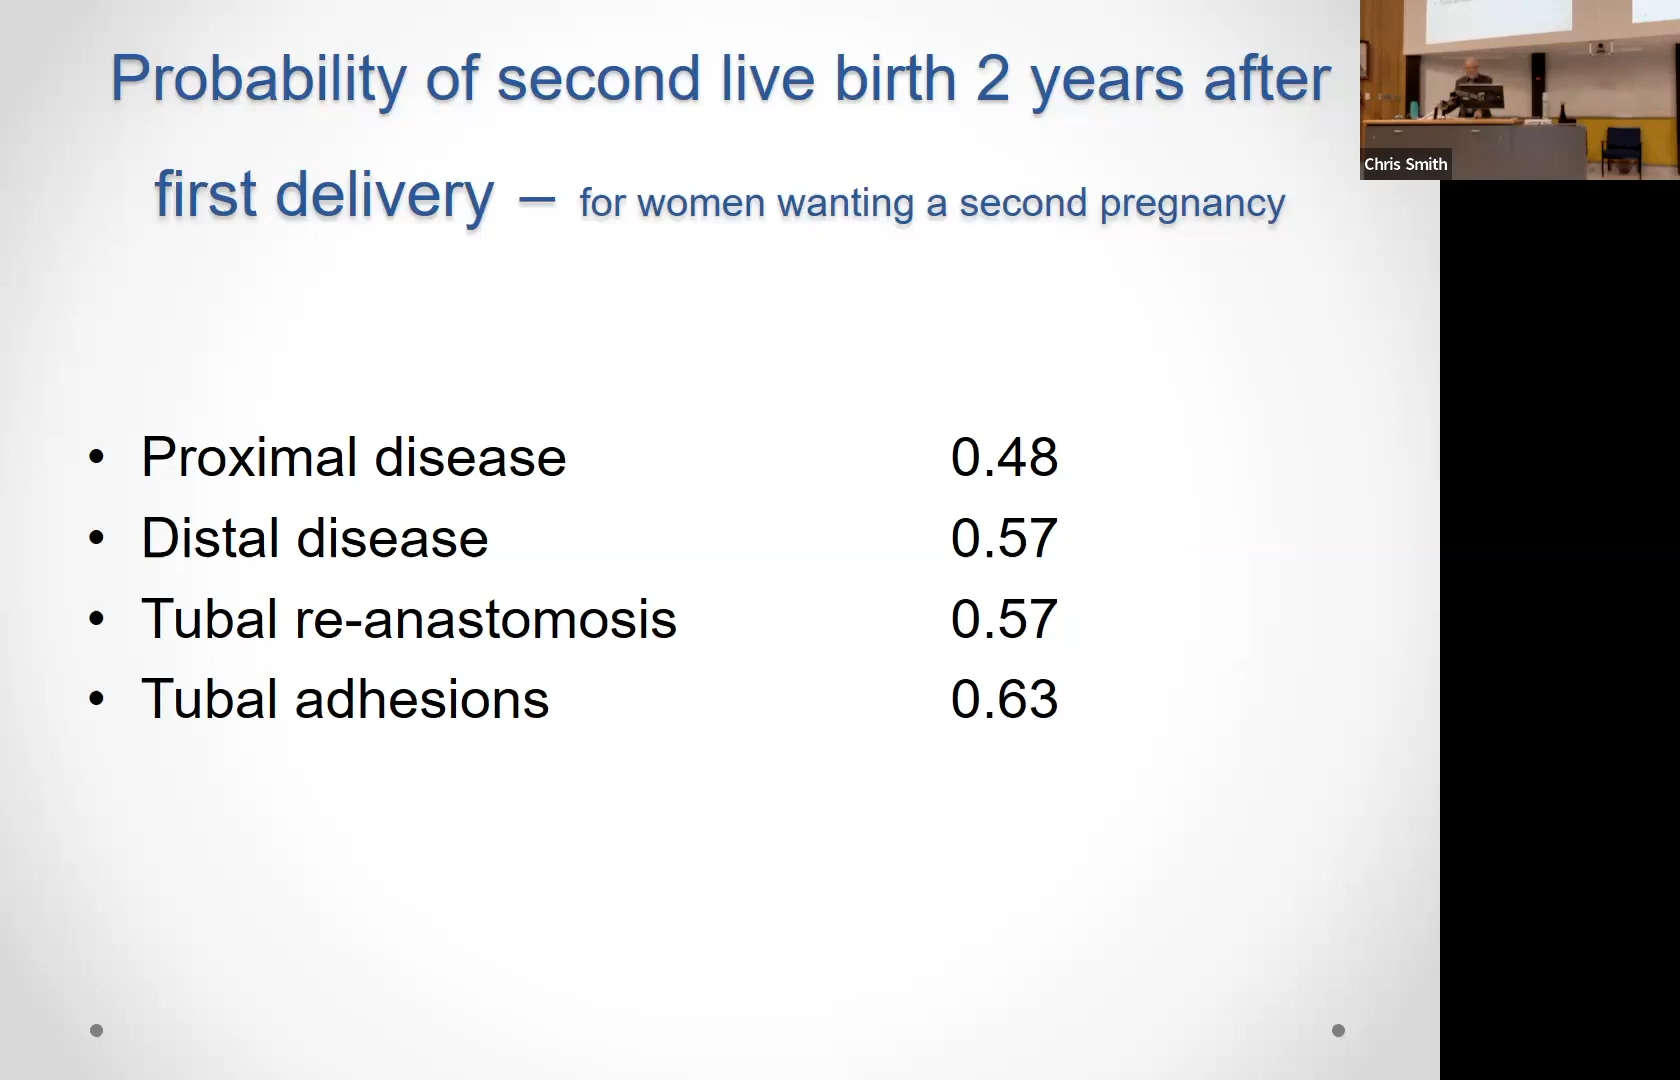 Probability of second live birth 2 years after
first delivery – for women wanting a second pregnancy
Chris Smith
• Proximal disease 0.48
• Distal disease 0.57
• Tubal re-anastomosis 0.57
• Tubal adhesions 0.63